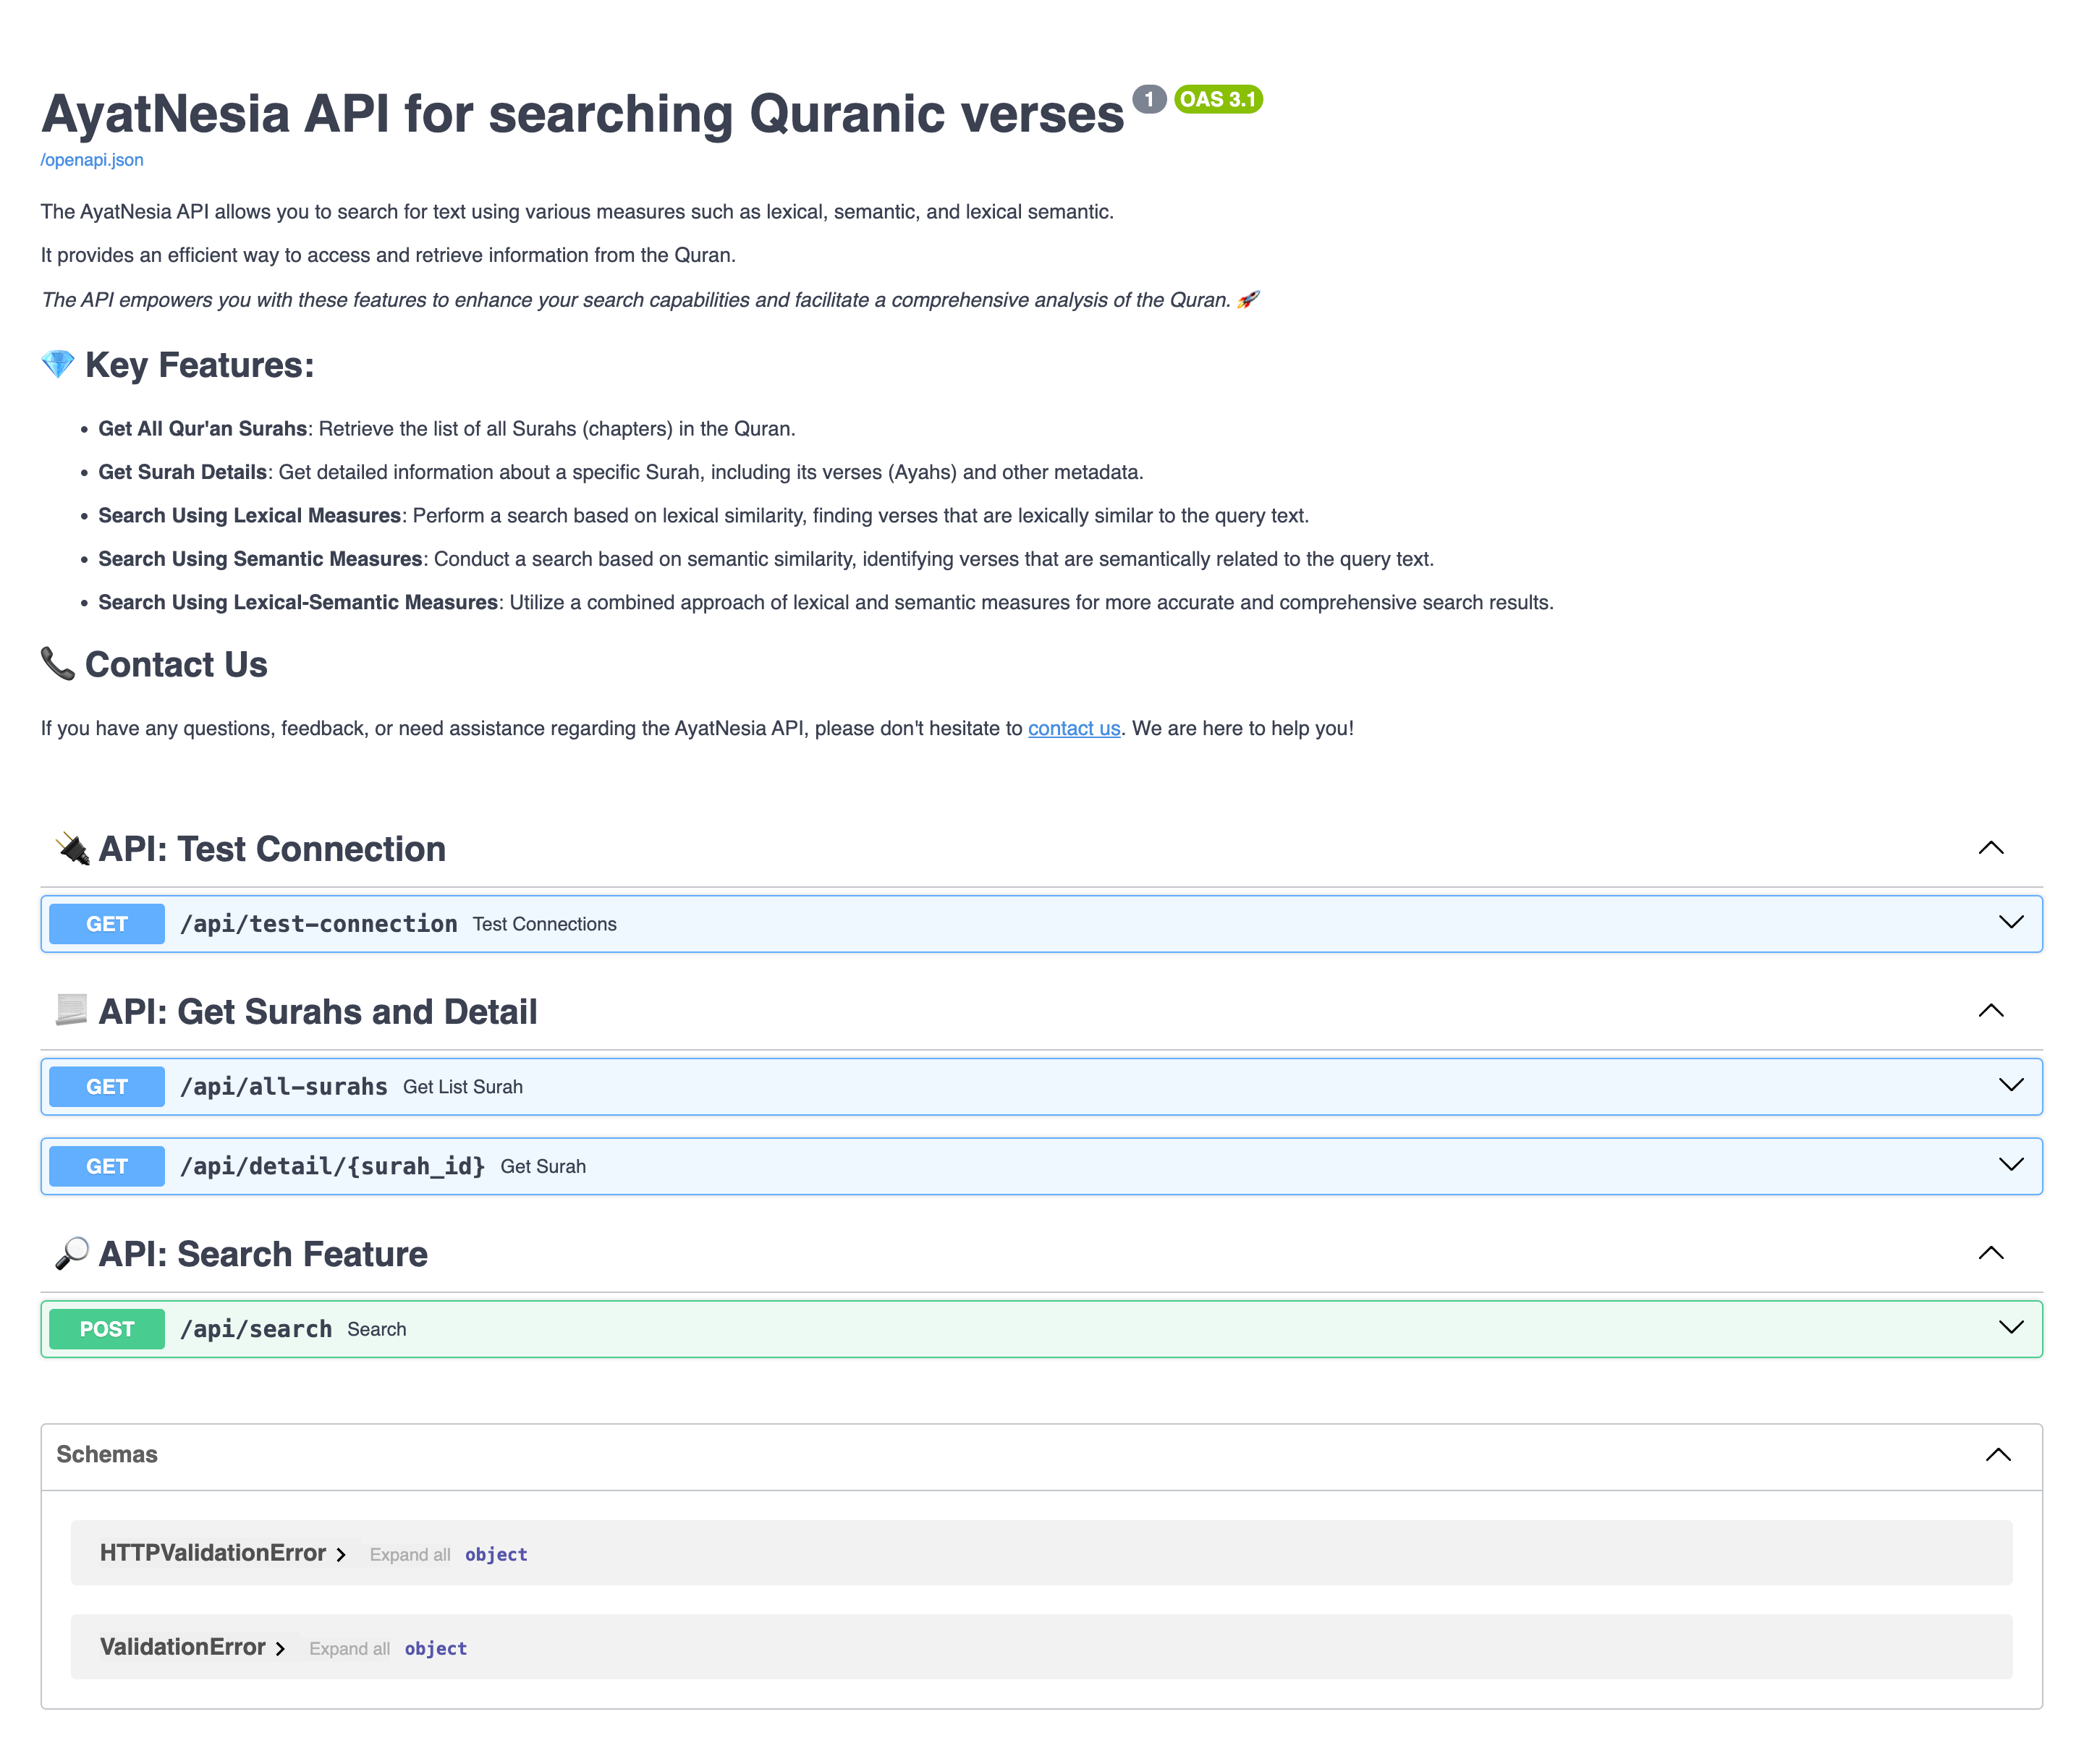 AyatNesia API for searching Quranic verses 1 OAS 3.1
/openapi.json
The AyatNesia API allows you to search for text using various measures such as lexical, semantic, and lexical semantic.
It provides an efficient way to access and retrieve information from the Quran.
The API empowers you with these features to enhance your search capabilities and facilitate a comprehensive analysis of the Quran. 🚀
💎 Key Features:
• Get All Qur'an Surahs: Retrieve the list of all Surahs (chapters) in the Quran.
• Get Surah Details: Get detailed information about a specific Surah, including its verses (Ayahs) and other metadata.
• Search Using Lexical Measures: Perform a search based on lexical similarity, finding verses that are lexically similar to the query text.
• Search Using Semantic Measures: Conduct a search based on semantic similarity, identifying verses that are semantically related to the query text.
• Search Using Lexical-Semantic Measures: Utilize a combined approach of lexical and semantic measures for more accurate and comprehensive search results.
📞 Contact Us
If you have any questions, feedback, or need assistance regarding the AyatNesia API, please don't hesitate to contact us. We are here to help you!
🔌 API: Test Connection
GET /api/test-connection Test Connections
📃 API: Get Surahs and Detail
GET /api/all-surahs Get List Surah
GET /api/detail/{surah_id} Get Surah
🔎 API: Search Feature
POST /api/search Search
Schemas
HTTPValidationError Expand all object
ValidationError Expand all object